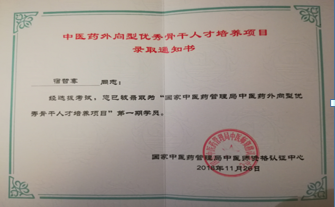 中医药外向型优秀骨干人才培养项目
录取通知书
同志:
经选拔考试,您已被录取为“国家中医药管理局中医药外向型优
秀骨干人才培养项目”第一期学员。
国家中医药管理局中医师资格认证中心
2016年11月26日